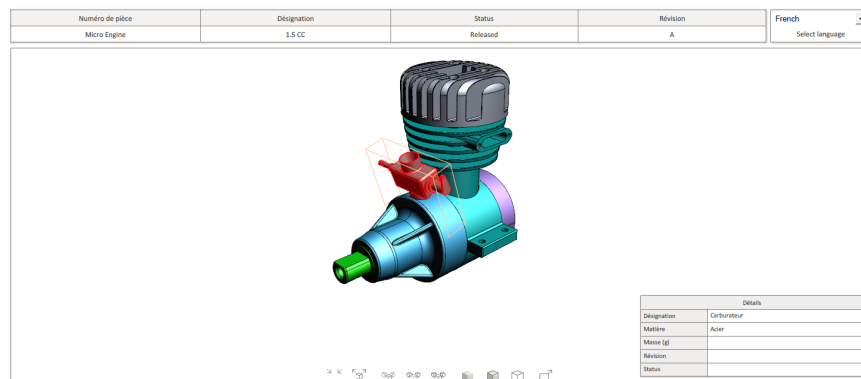 Numéro de pièce Désignation Status Révision
Micro Engine 1.5 CC Released A
French
Select language
Détails
Désignation Carburateur
Matière Acier
Masse (g)
Révision
Status